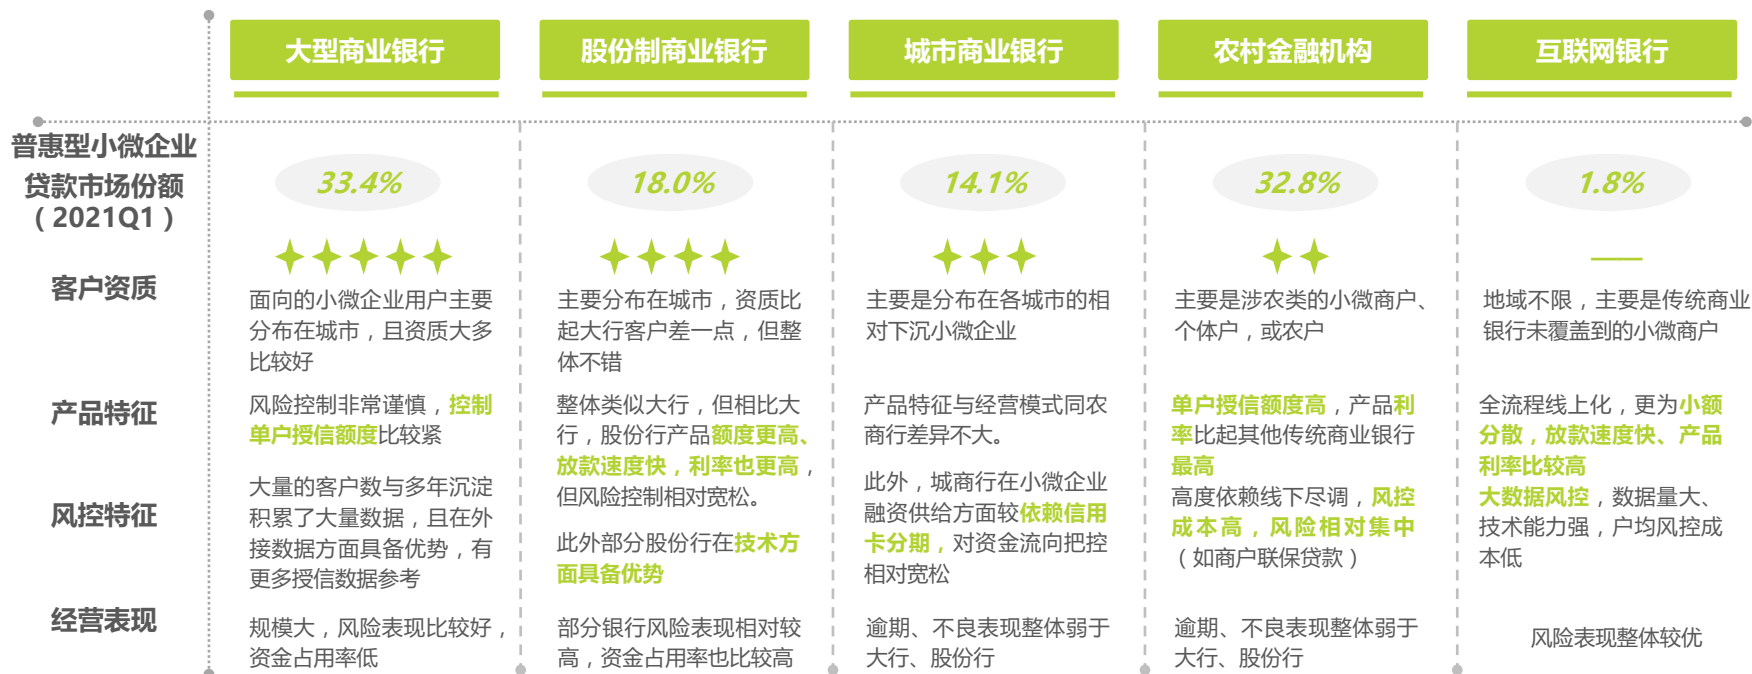 大型商业银行
股份制商业银行
城市商业银行
农村金融机构
互联网银行
普惠型小微企业
贷款市场份额
（2021Q1）
33.4%
18.0%
14.1%
32.8%
1.8%
客户资质
面向的小微企业用户主要
分布在城市，且资质大多
比较好
主要分布在城市，资质比
起大行客户差一点，但整
体不错
主要是分布在各城市的相
对下沉小微企业
主要是涉农类的小微商户、
个体户，或农户
地域不限，主要是传统商业
银行未覆盖到的小微商户
产品特征
风险控制非常谨慎，控制
单户授信额度比较紧
整体类似大行，但相比大
行，股份行产品额度更高、
放款速度快，利率也更高，
但风险控制相对宽松。
产品特征与经营模式同农
商行差异不大。
单户授信额度高，产品利
率比起其他传统商业银行
最高
全流程线上化，更为小额
分散，放款速度快、产品
利率比较高
风控特征
大量的客户数与多年沉淀
积累了大量数据，且在外
接数据方面具备优势，有
更多授信数据参考
此外部分股份行在技术方
面具备优势
此外，城商行在小微企业
融资供给方面较依赖信用
卡分期，对资金流向把控
相对宽松
高度依赖线下尽调，风控
成本高，风险相对集中
（如商户联保贷款）
大数据风控，数据量大、
技术能力强，户均风控成
本低
经营表现
规模大，风险表现比较好，
资金占用率低
部分银行风险表现相对较
高，资金占用率也比较高
逾期、不良表现整体弱于
大行、股份行
逾期、不良表现整体弱于
大行、股份行
风险表现整体较优